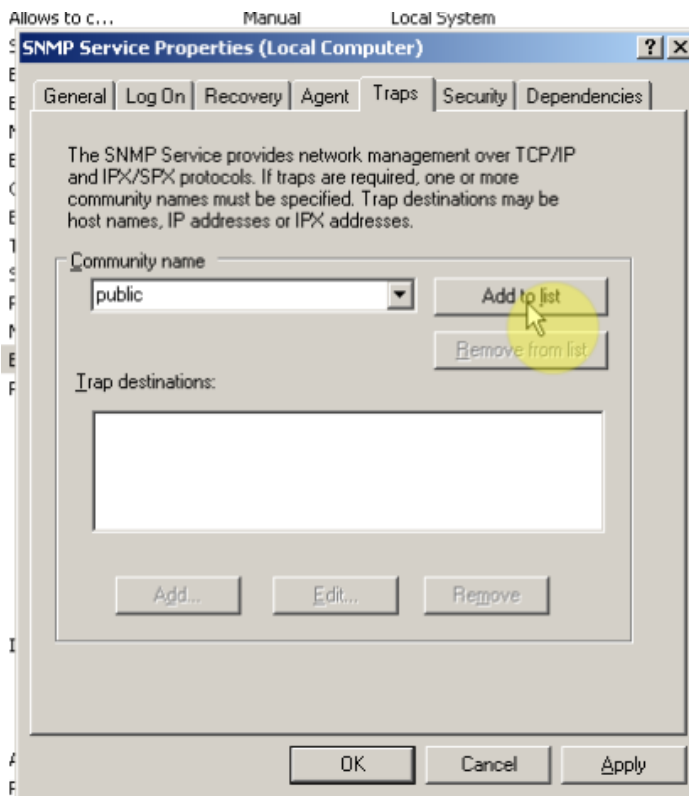 Allows to c... Manual Local System
SNMP Service Properties (Local Computer)
General Log On Recovery Agent Traps Security Dependencies
The SNMP Service provides network management over TCP/IP
and IPX/SPX protocols. If traps are required, one or more
community names must be specified. Trap destinations may be
host names, IP addresses or IPX addresses.
Community name
public
Add to list
Remove from list
Trap destinations:
Add... Edit... Remove
OK Cancel Apply